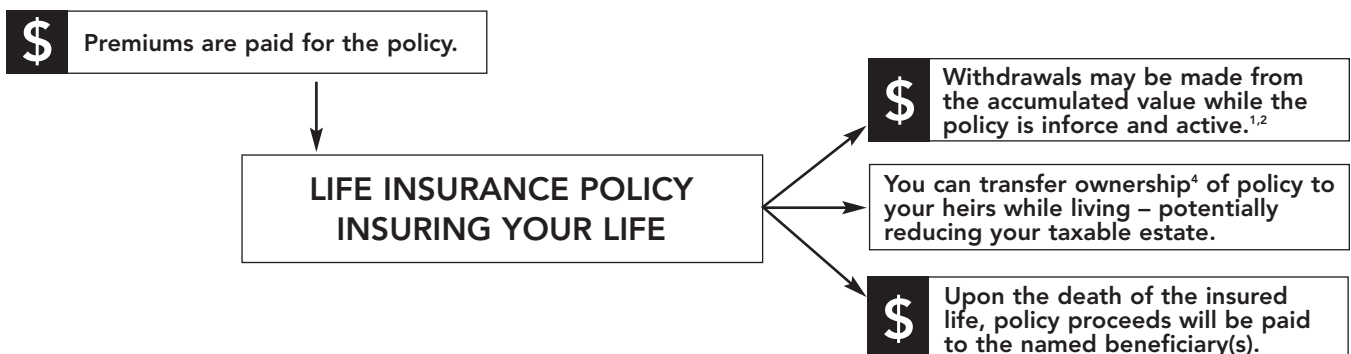 $
Premiums are paid for the policy.
LIFE INSURANCE POLICY
INSURING YOUR LIFE
$
Withdrawals may be made from
the accumulated value while the
policy is inforce and active.1,2
You can transfer ownership4 of policy to
your heirs while living – potentially
reducing your taxable estate.
$
Upon the death of the insured
life, policy proceeds will be paid
to the named beneficiary(s).